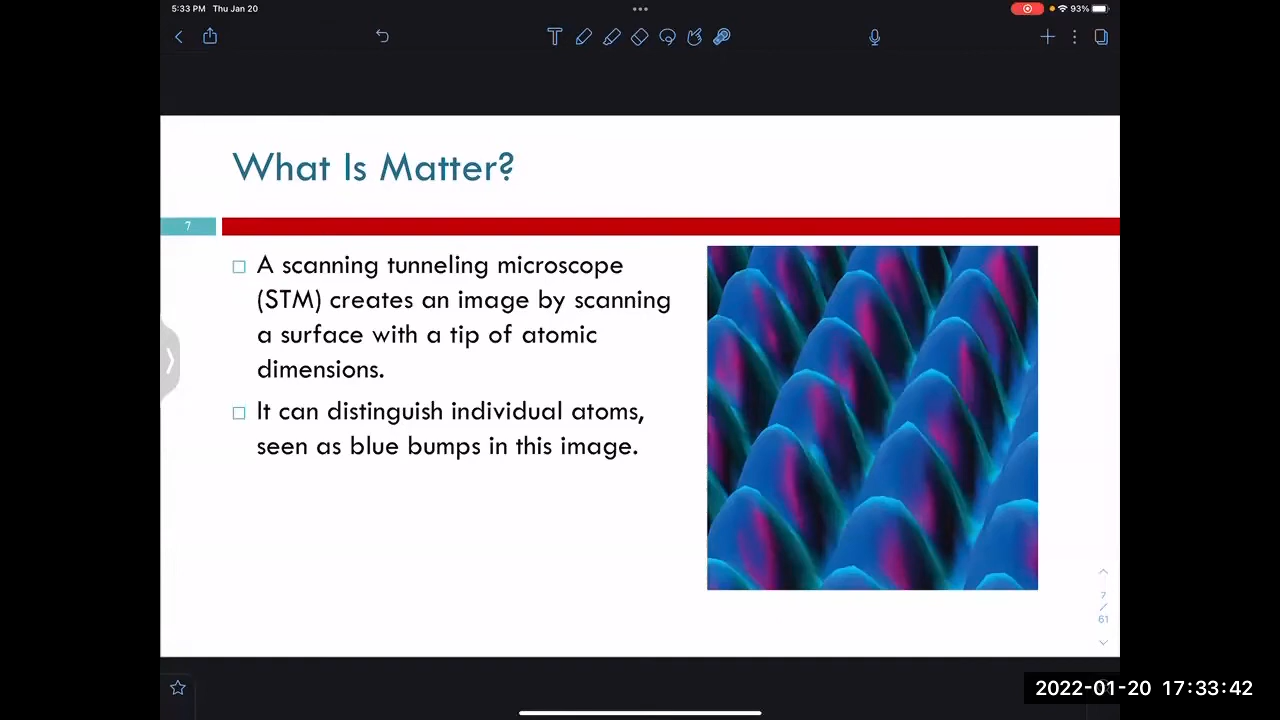 5:33 PM Thu Jan 20
93%
What Is Matter?
7
A scanning tunneling microscope
(STM) creates an image by scanning
a surface with a tip of atomic
dimensions.
It can distinguish individual atoms,
seen as blue bumps in this image.
7
/
61
2022-01-20 17:33:42